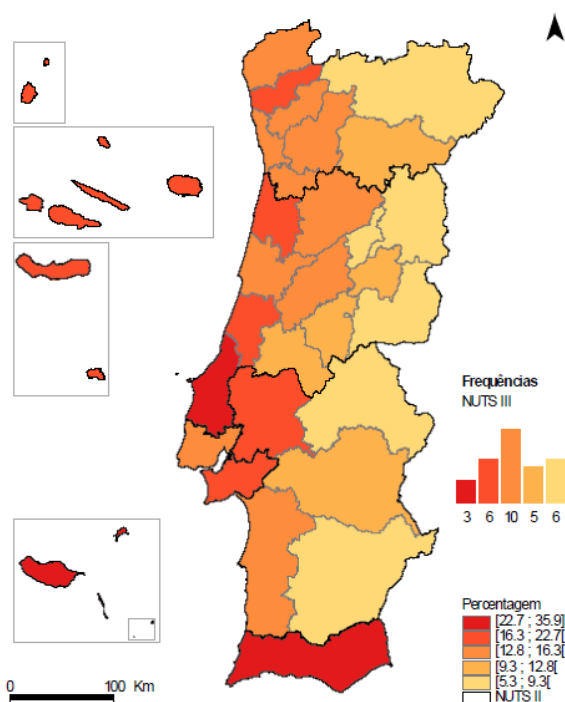 Frequências
NUTS III
3 6 10 5 6
Percentagem
[22.7 ; 35.9]
[16.3 ; 22.7[
[12.8 ; 16.3[
[9.3 ; 12.8[
[5.3 ; 9.3[
NUTS II
0 100 Km